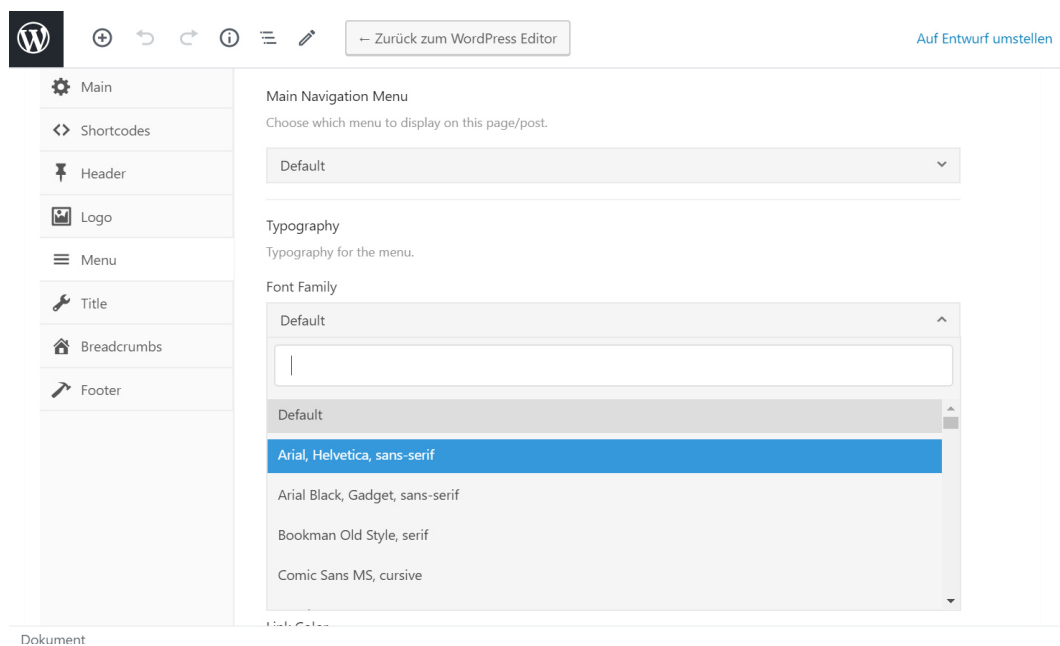 ← Zurück zum WordPress Editor
Auf Entwurf umstellen
Main
Shortcodes
Header
Logo
Menu
Title
Breadcrumbs
Footer
Main Navigation Menu
Choose which menu to display on this page/post.
Default
Typography
Typography for the menu.
Font Family
Default
Default
Arial, Helvetica, sans-serif
Arial Black, Gadget, sans-serif
Bookman Old Style, serif
Comic Sans MS, cursive
Link Color
Dokument